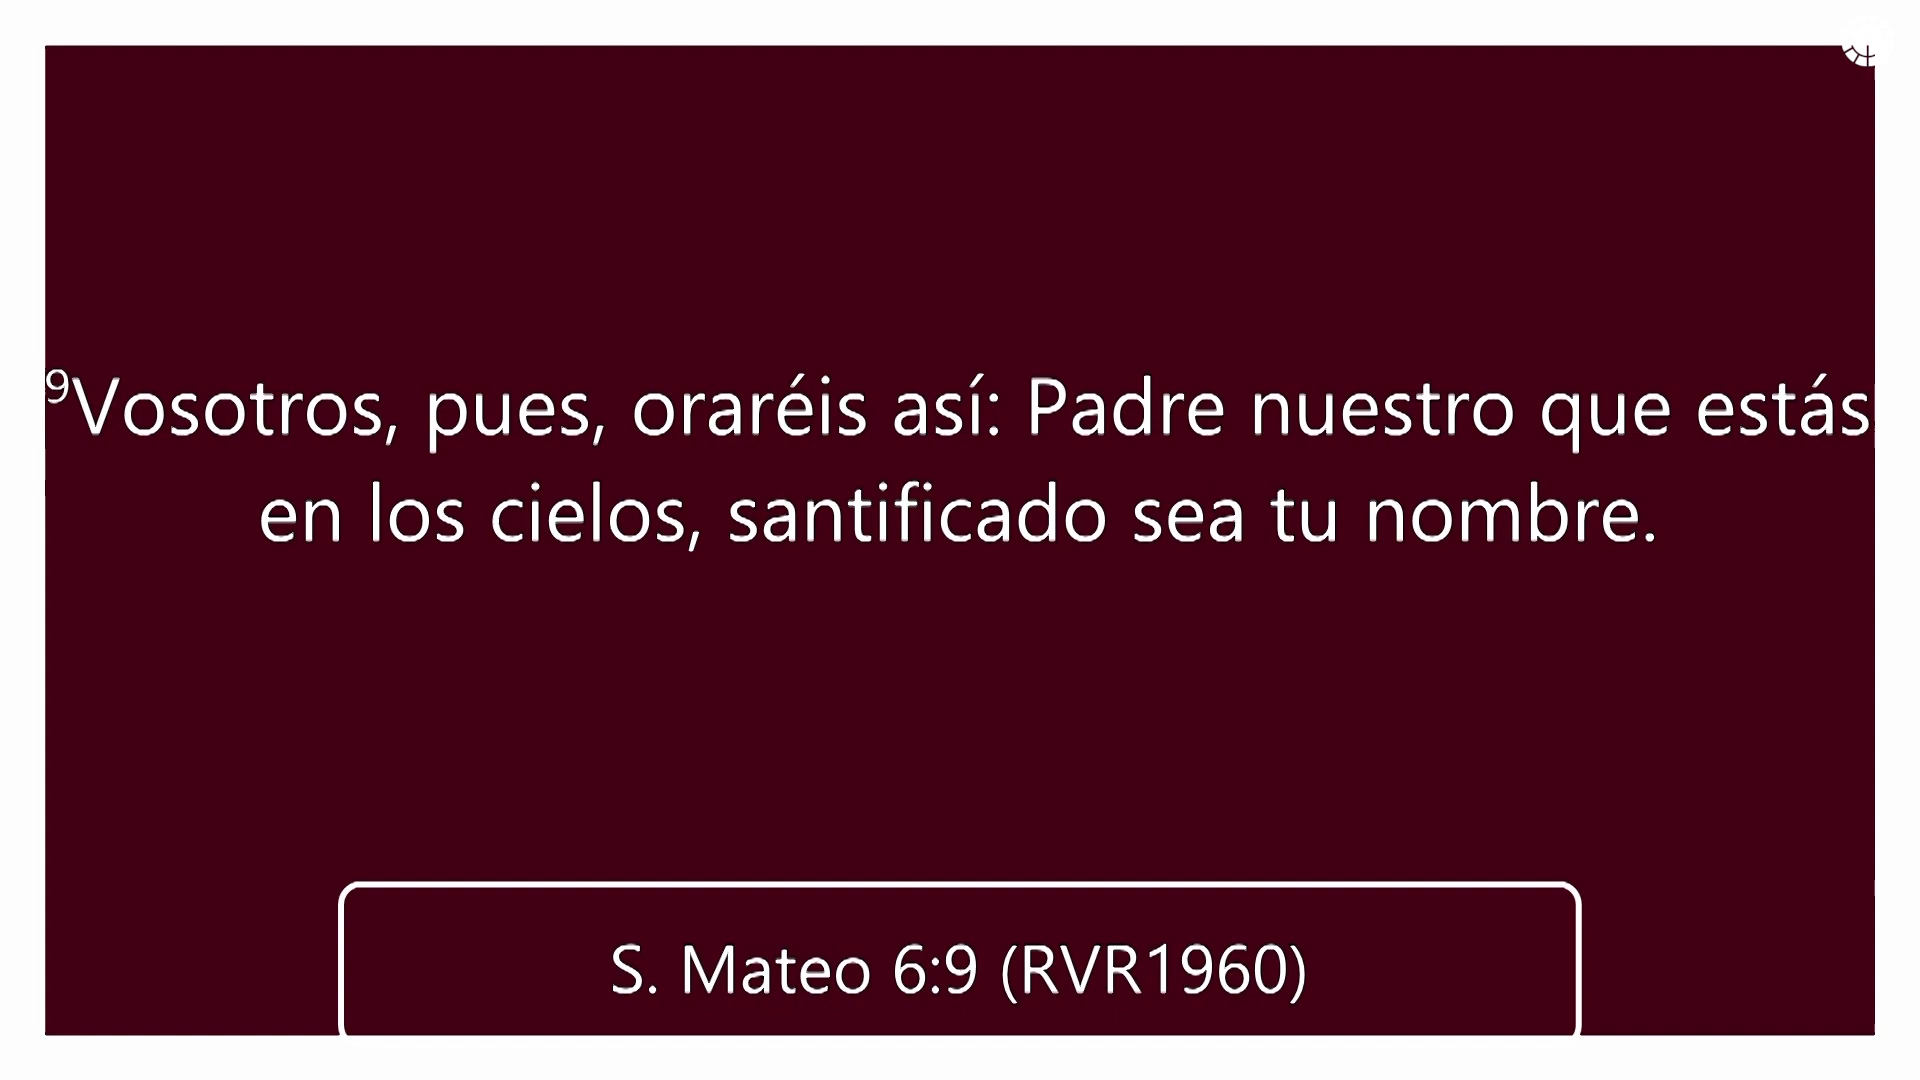 ⁹Vosotros, pues, oraréis así: Padre nuestro que estás
en los cielos, santificado sea tu nombre.
S. Mateo 6:9 (RVR1960)